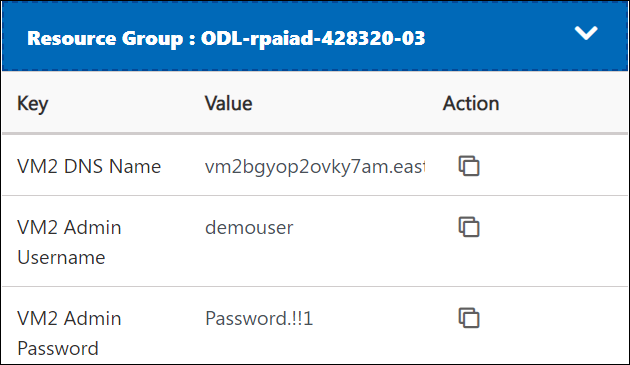 Resource Group : ODL-rpaiad-428320-03
Key Value Action
VM2 DNS Name vm2bgyop2ovky7am.east
VM2 Admin demouser
Username
VM2 Admin Password.!!1
Password